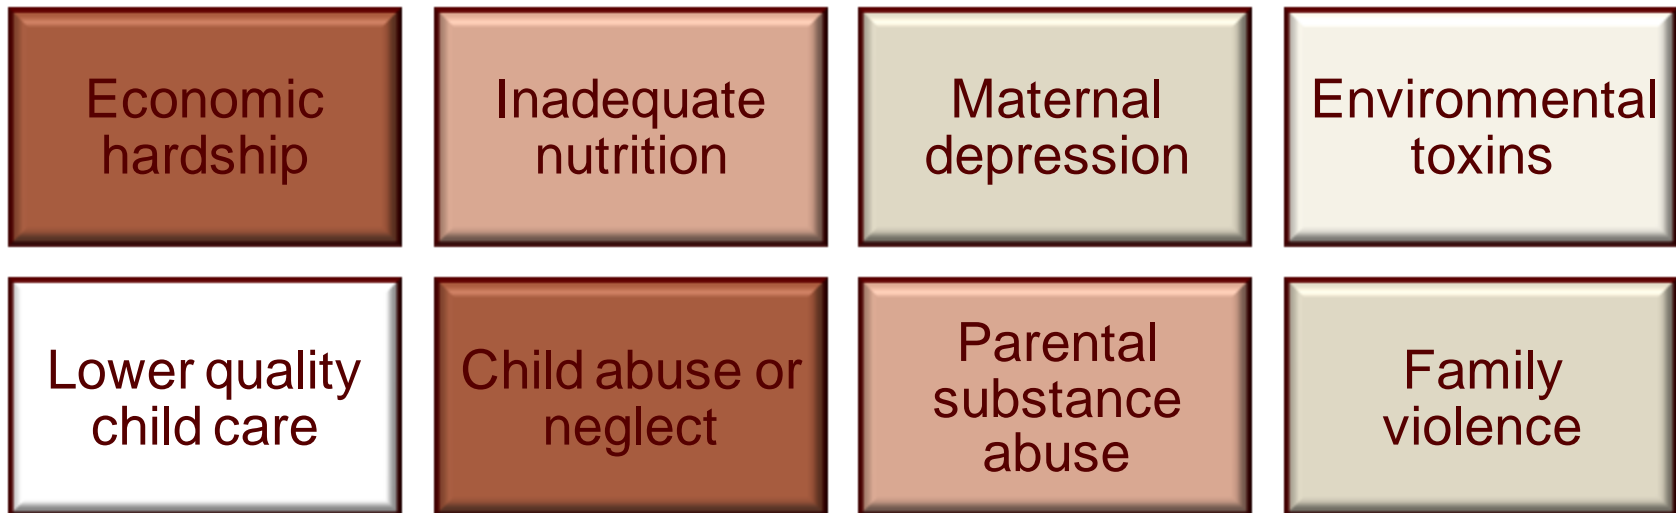 Economic
hardship
Inadequate
nutrition
Maternal
depression
Environmental
toxins
Lower quality
child care
Child abuse or
neglect
Parental
substance
abuse
Family
violence